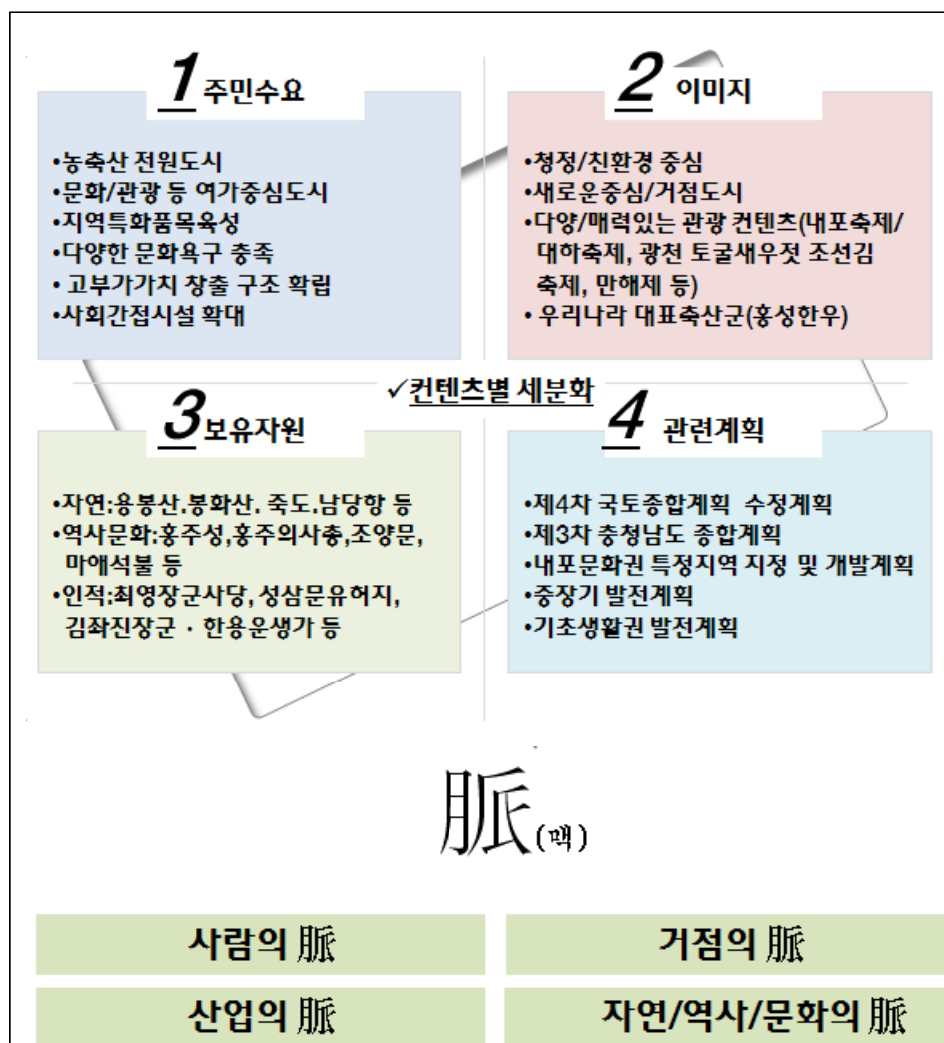 1 주민수요
•농축산 전원도시
•문화/관광 등 여가중심도시
•지역특화품목육성
•다양한 문화욕구 충족
• 고부가가치 창출 구조 확립
•사회간접시설 확대
2 이미지
•청정/친환경 중심
•새로운중심/거점도시
•다양/매력있는 관광 컨텐츠(내포축제/
대하축제, 광천 토굴새우젓 조선김
축제, 만해제 등)
• 우리나라 대표축산군(홍성한우)
✓컨텐츠별 세분화
3 보유자원
•자연:용봉산.봉화산. 죽도.남당항 등
•역사문화:홍주성,홍주의사총,조양문,
마애석불 등
•인적:최영장군사당, 성삼문유허지,
김좌진장군 · 한용운생가 등
4 관련계획
•제4차 국토종합계획 수정계획
•제3차 충청남도 종합계획
•내포문화권 특정지역 지정 및 개발계획
•중장기 발전계획
•기초생활권 발전계획
脈(맥)
사람의 脈
거점의 脈
산업의 脈
자연/역사/문화의 脈